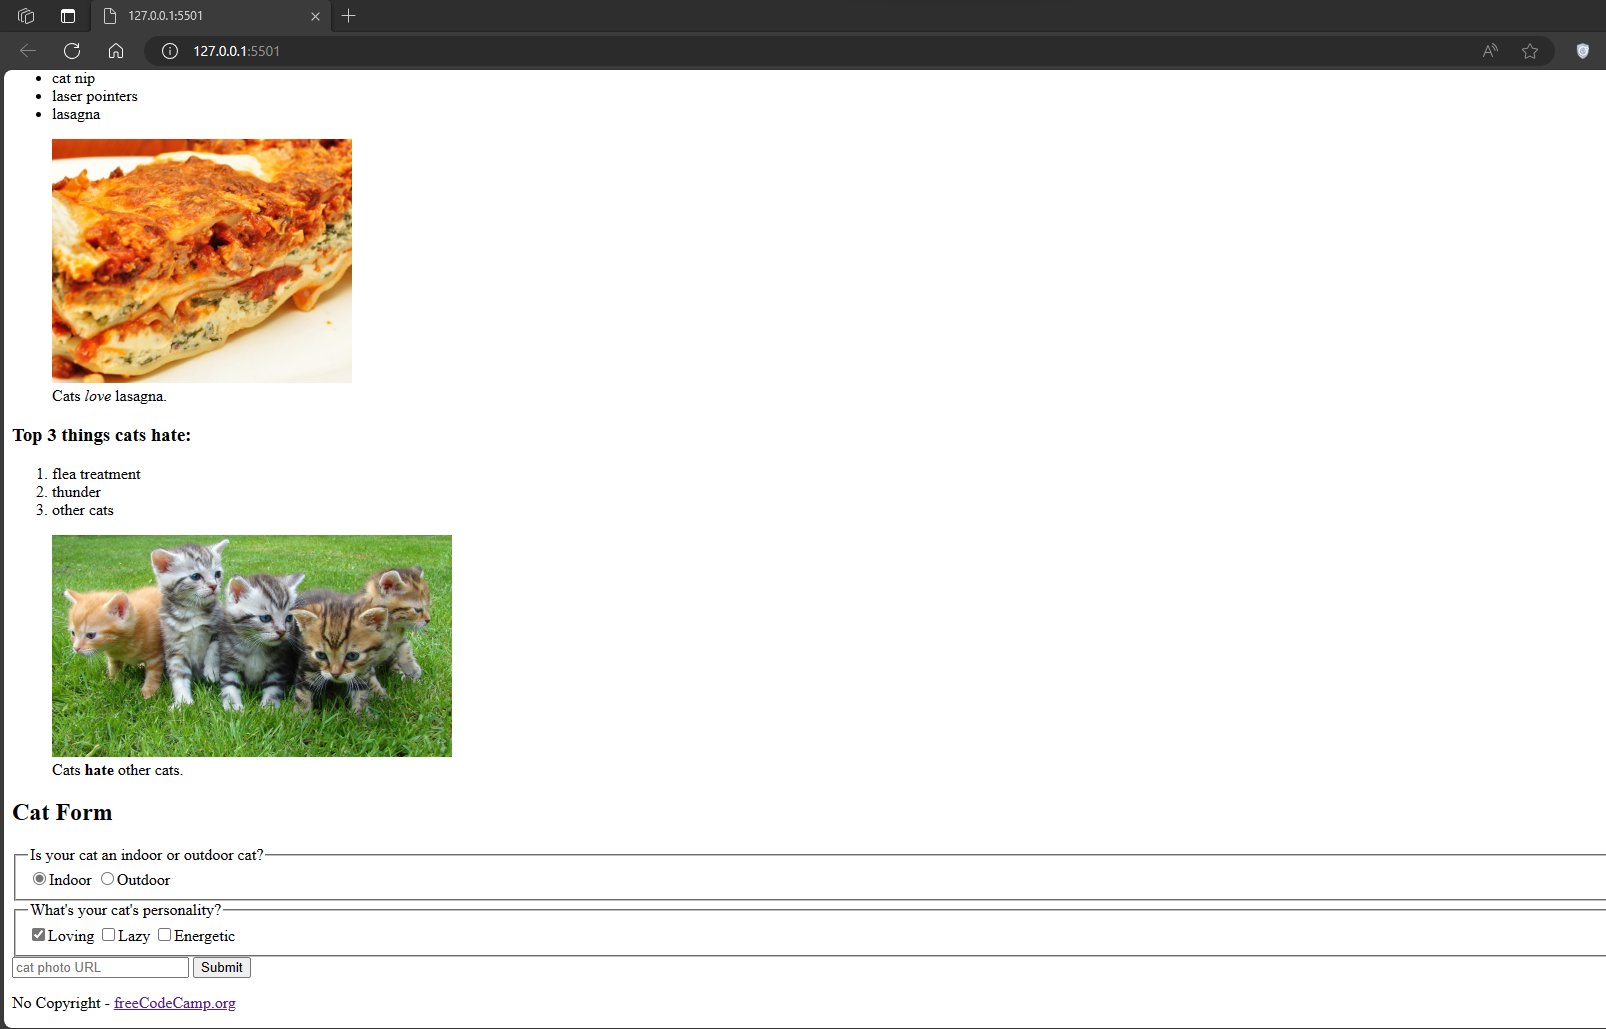 127.0.0.1:5501
127.0.0.1:5501
cat nip
laser pointers
lasagna
Cats love lasagna.
Top 3 things cats hate:
1. flea treatment
2. thunder
3. other cats
Cats hate other cats.
Cat Form
Is your cat an indoor or outdoor cat?
Indoor Outdoor
What's your cat's personality?
Loving Lazy Energetic
cat photo URL Submit
No Copyright - freeCodeCamp.org